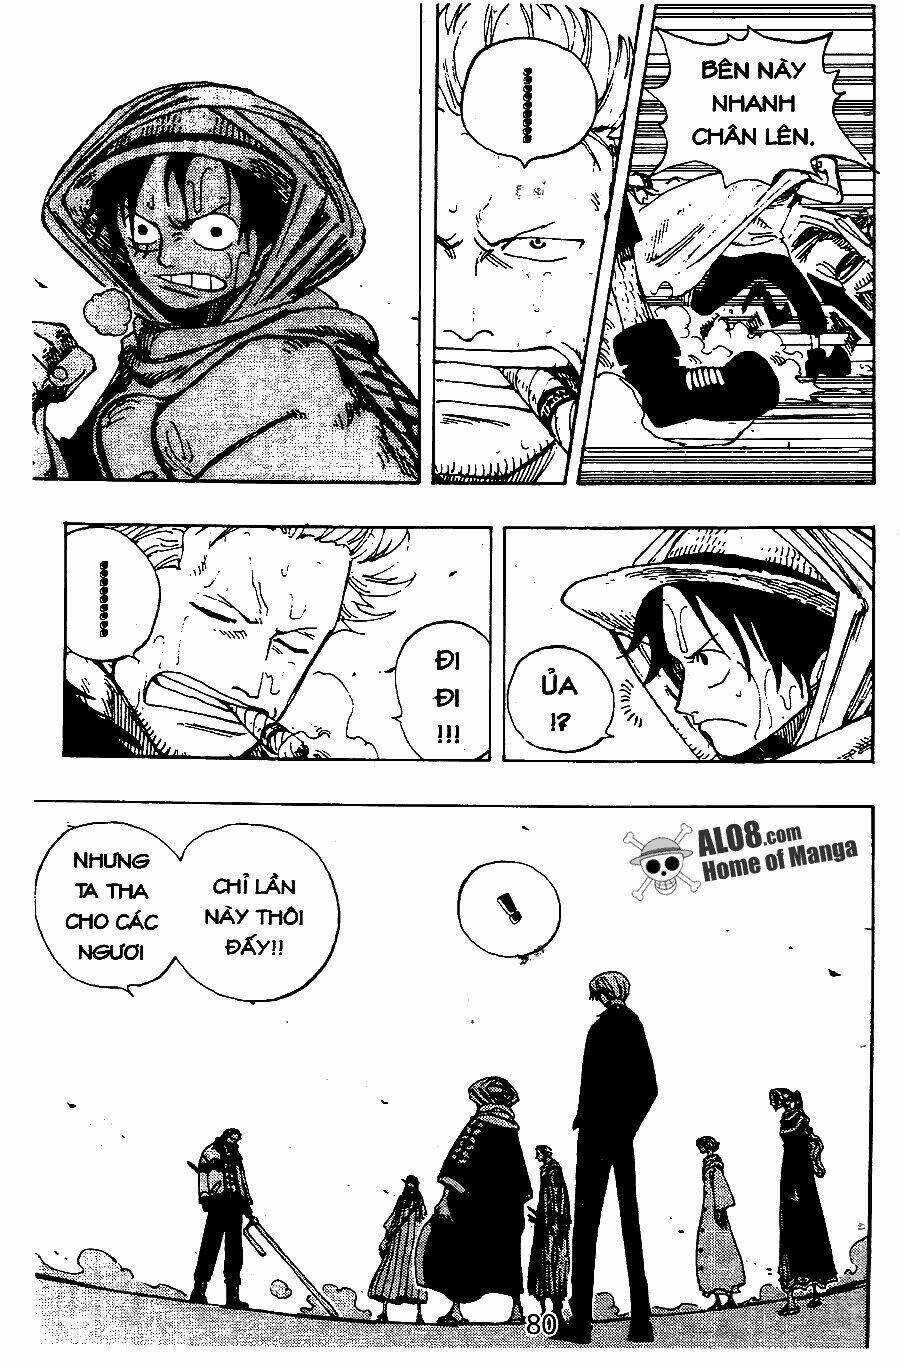 BÊN NÀY
NHANH
CHÂN LÊN.
.........
ỦA
!?
.........
ĐI
ĐI
!!!
!
CHỈ LẦN
NÀY THÔI
ĐẤY!!
NHƯNG
TA THA
CHO CÁC
NGƯƠI
AL08.com
Home of Manga
80